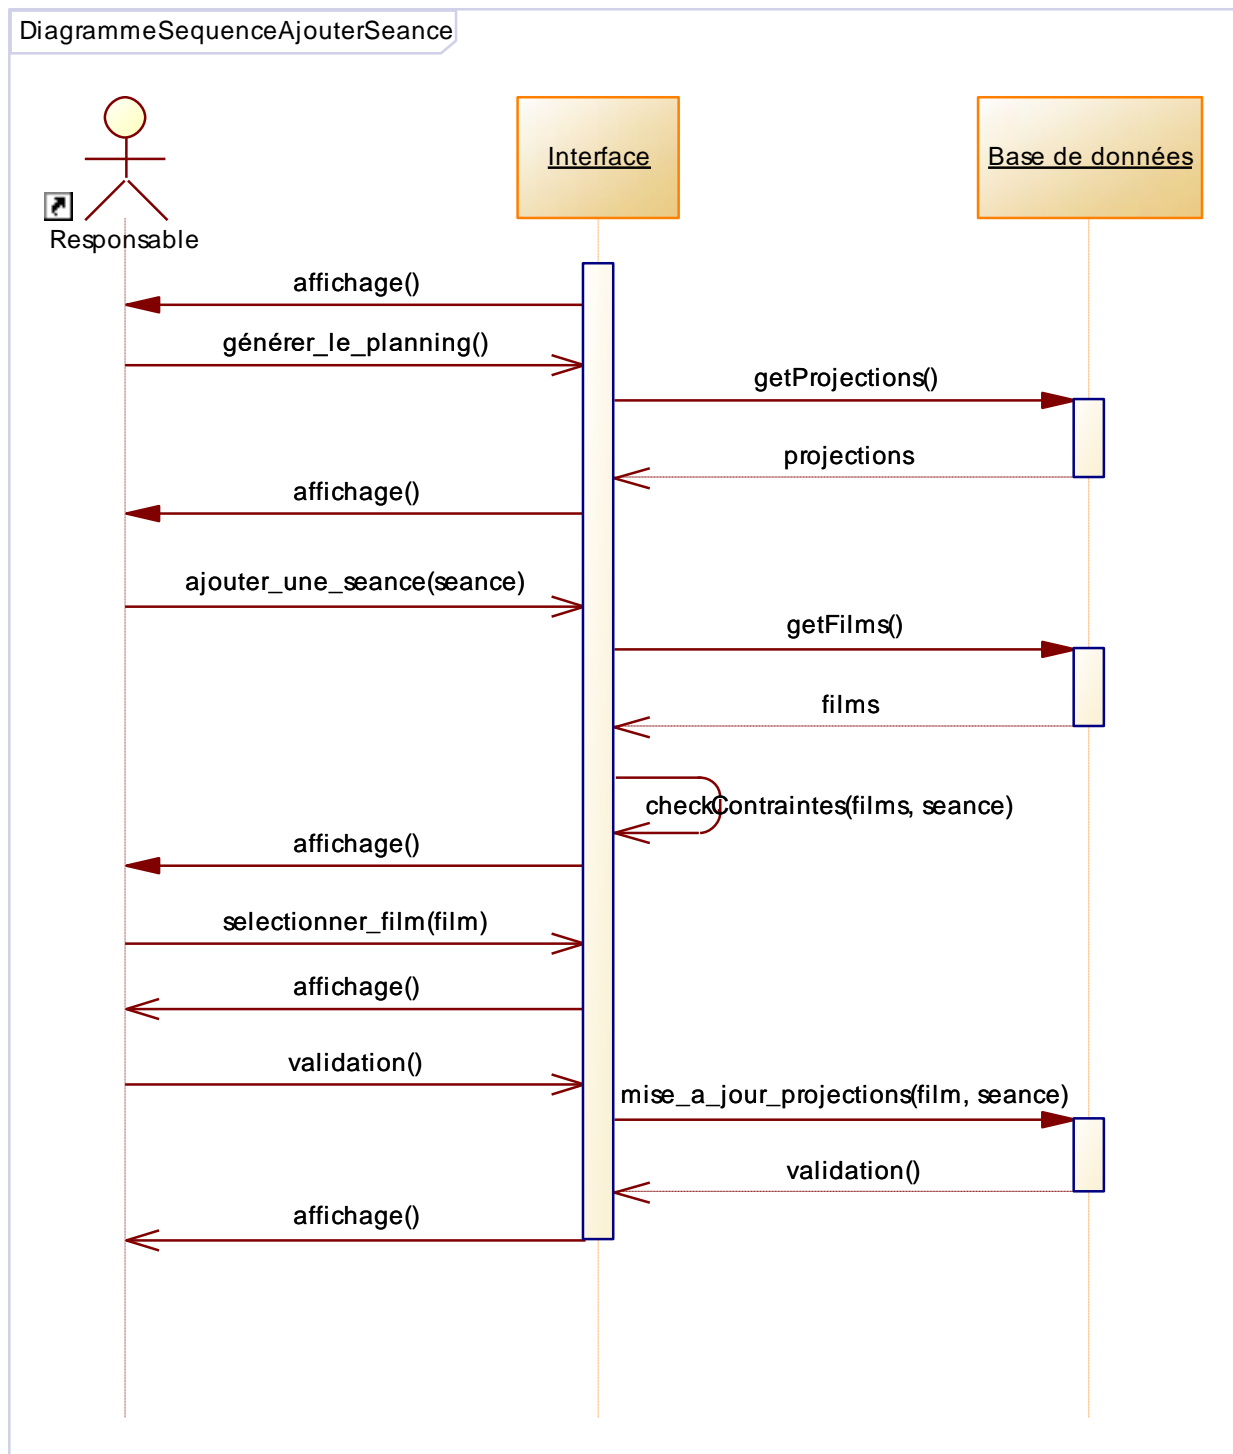 DiagrammeSequenceAjouterSeance
Interface
Base de données
Responsable
affichage()
générer_le_planning()
getProjections()
projections
affichage()
ajouter_une_seance(seance)
getFilms()
films
checkContraintes(films, seance)
affichage()
selectionner_film(film)
affichage()
validation()
mise_a_jour_projections(film, seance)
validation()
affichage()